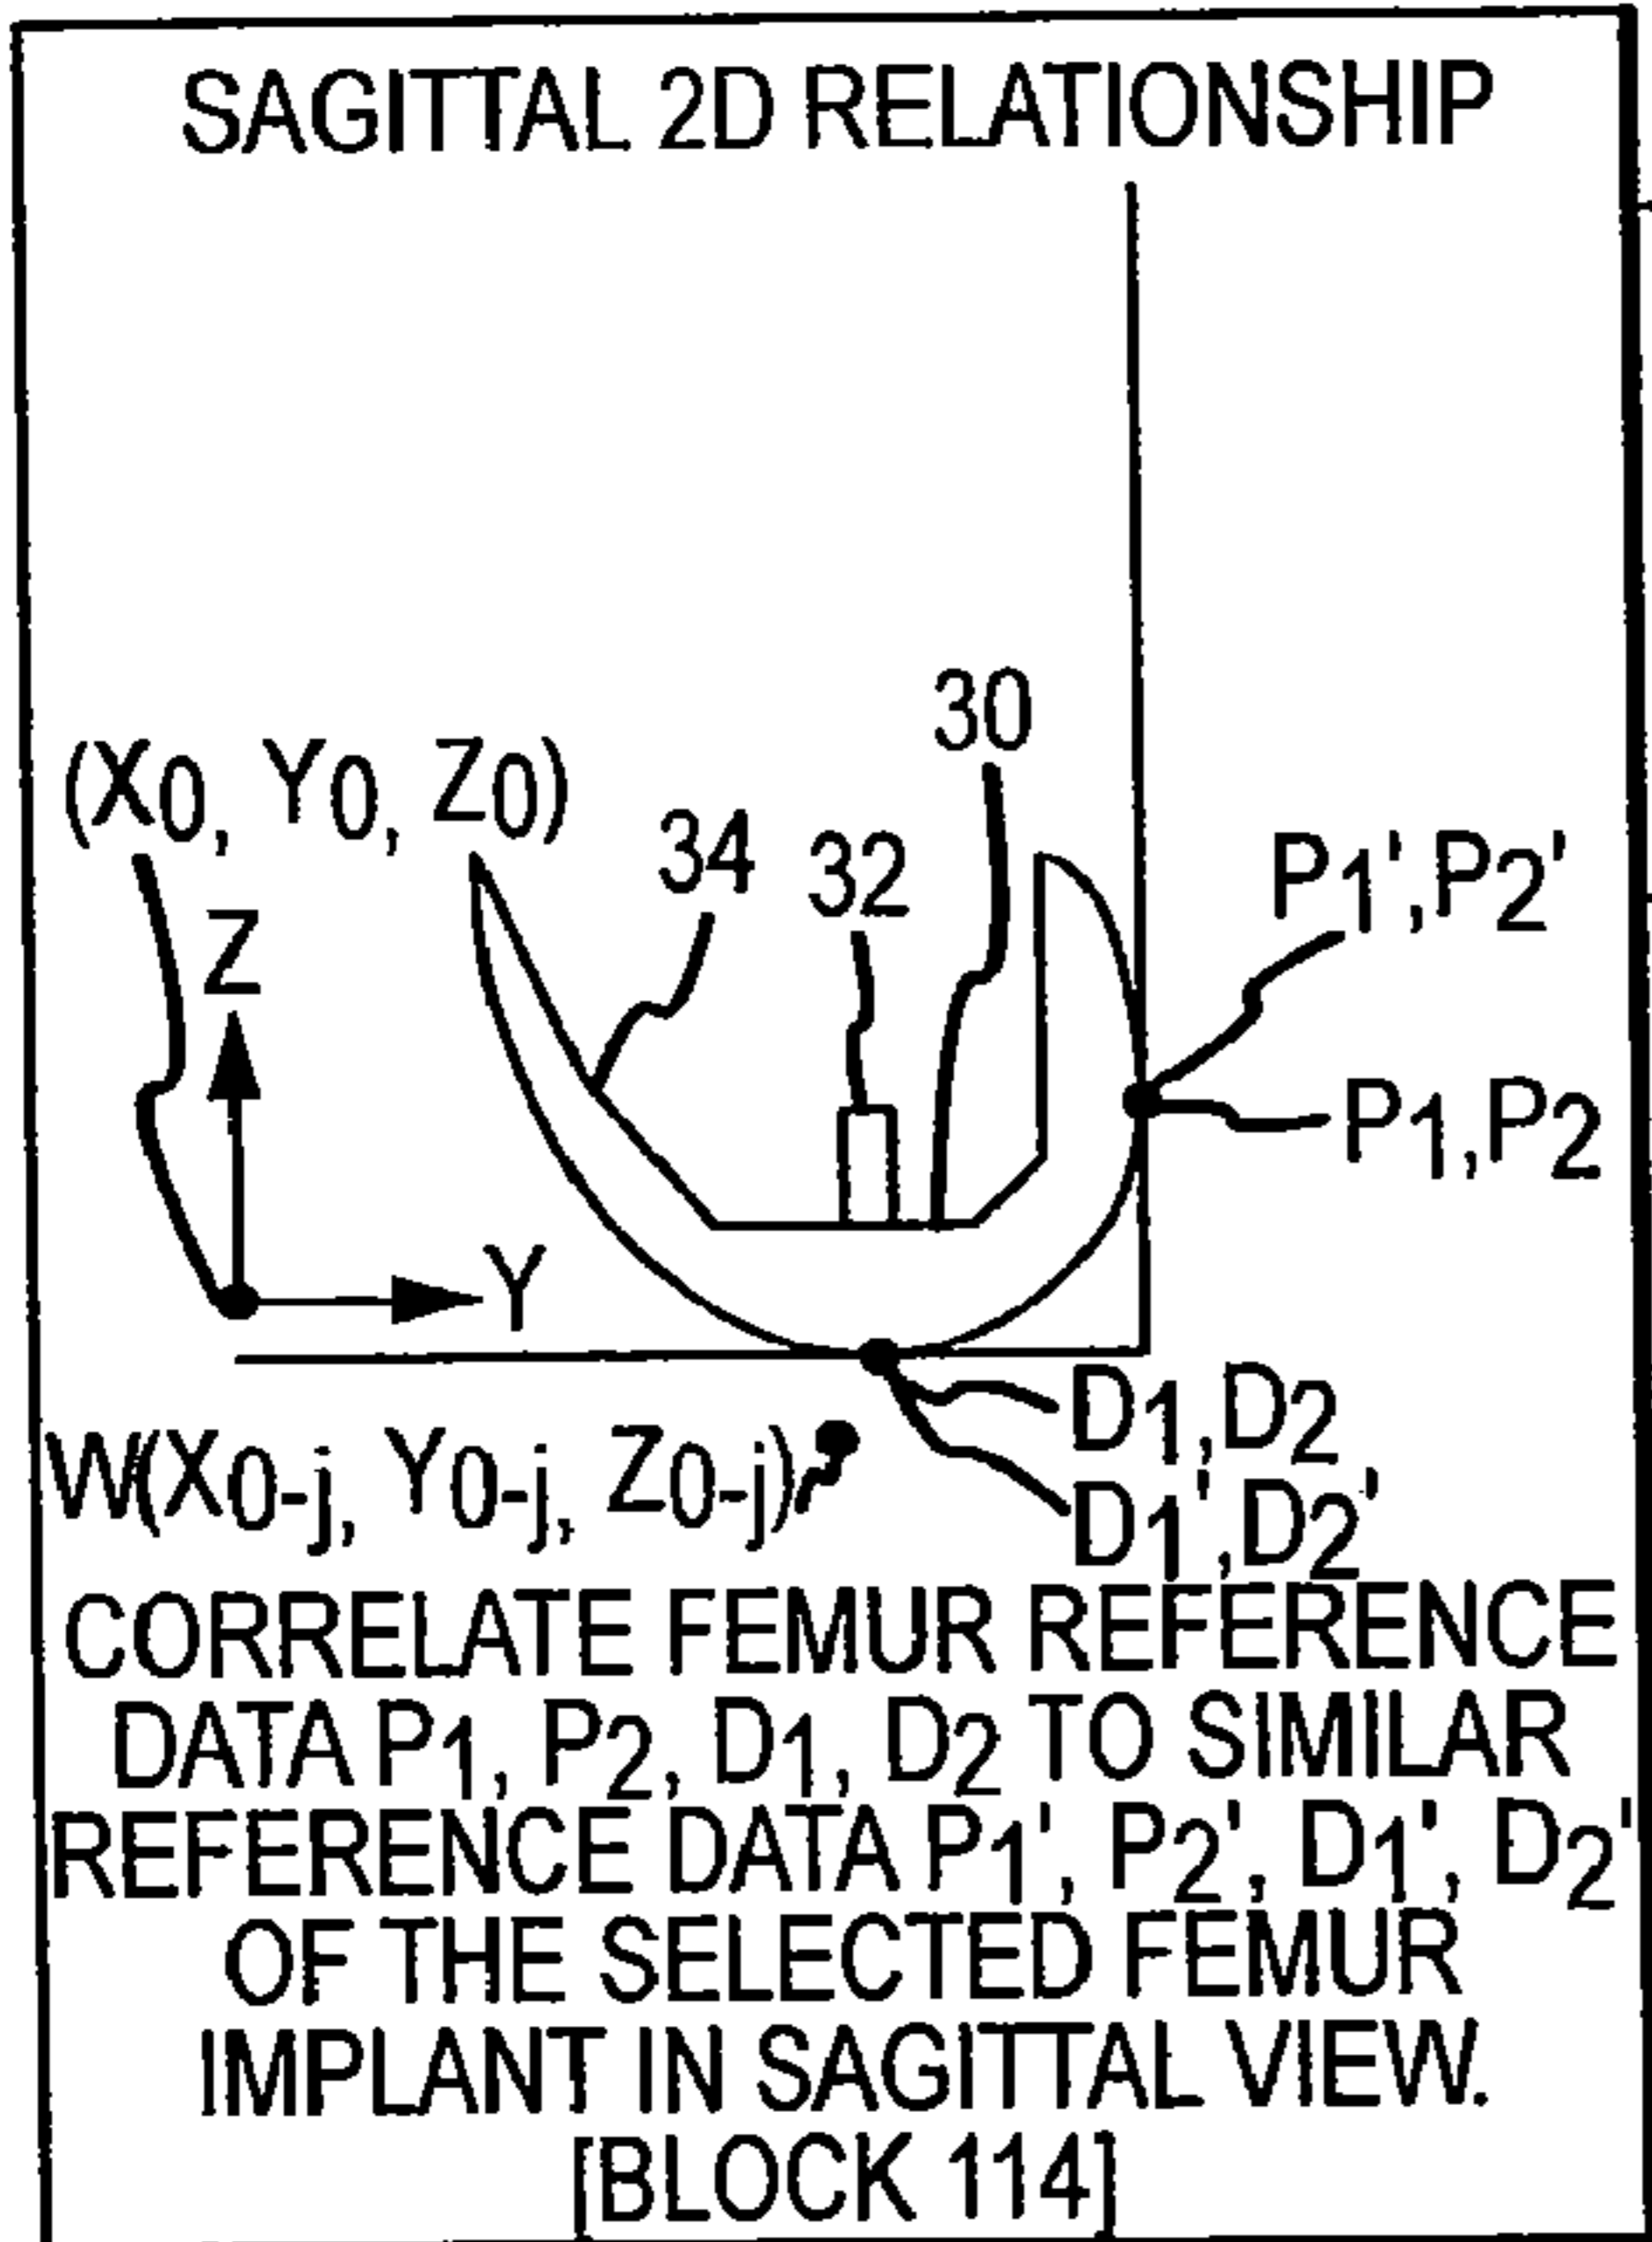 SAGITTAL 2D RELATIONSHIP
30
(X0, Y0, Z0)
34
32
P1', P2'
Z
P1, P2
Y
D1, D2
W(X0-j, Y0-j, Z0-j)
D1', D2'
CORRELATE FEMUR REFERENCE
DATA P1, P2, D1, D2 TO SIMILAR
REFERENCE DATA P1', P2', D1', D2'
OF THE SELECTED FEMUR
IMPLANT IN SAGITTAL VIEW.
[BLOCK 114]